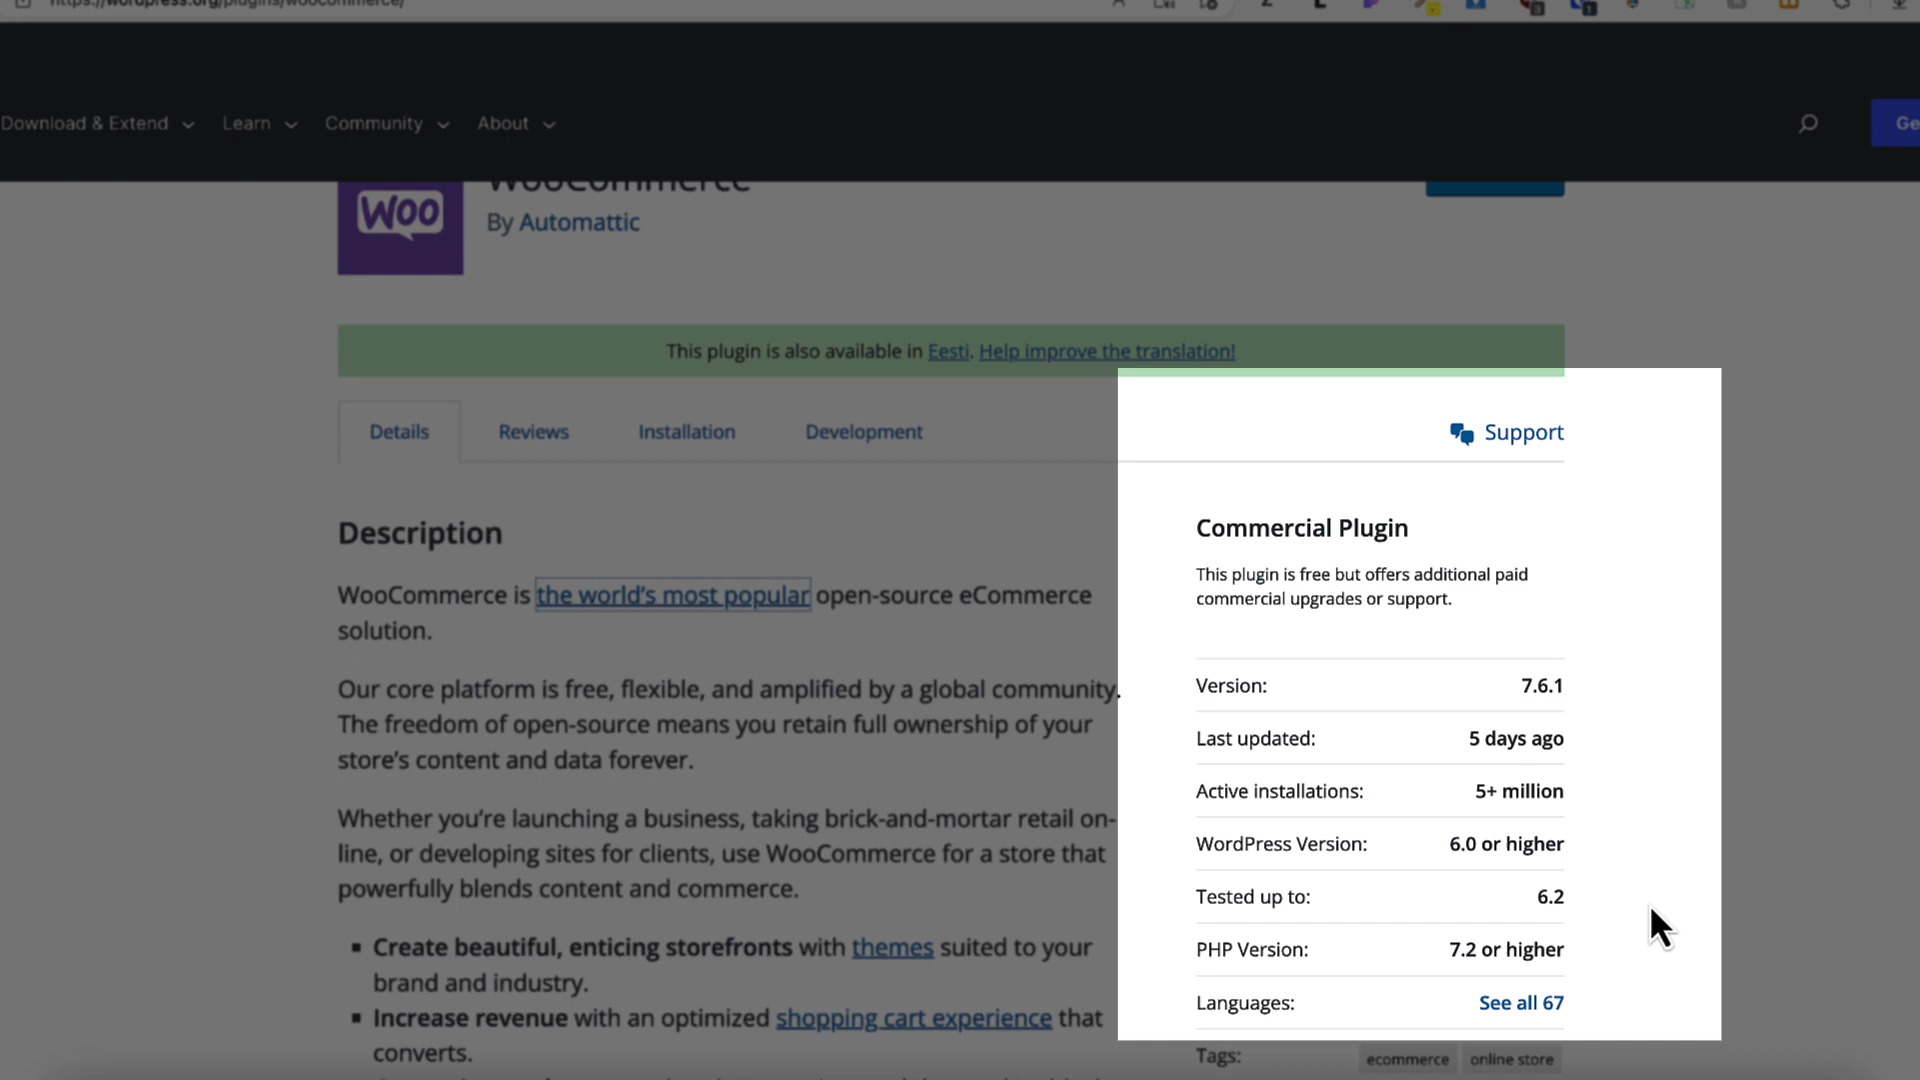 https://wordpress.org/plugins/woocommerce/
Download & Extend
Learn
Community
About
Ge
WooCommerce
Woo
By Automattic
This plugin is also available in Eesti. Help improve the translation!
Details
Reviews
Installation
Development
Support
Description
WooCommerce is the world's most popular open-source eCommerce
solution.
Our core platform is free, flexible, and amplified by a global community.
The freedom of open-source means you retain full ownership of your
store's content and data forever.
Whether you're launching a business, taking brick-and-mortar retail on-
line, or developing sites for clients, use WooCommerce for a store that
powerfully blends content and commerce.
▪ Create beautiful, enticing storefronts with themes suited to your
brand and industry.
▪ Increase revenue with an optimized shopping cart experience that
converts.
Commercial Plugin
This plugin is free but offers additional paid
commercial upgrades or support.
Version: 7.6.1
Last updated: 5 days ago
Active installations: 5+ million
WordPress Version: 6.0 or higher
Tested up to: 6.2
PHP Version: 7.2 or higher
Languages: See all 67
Tags: ecommerce online store